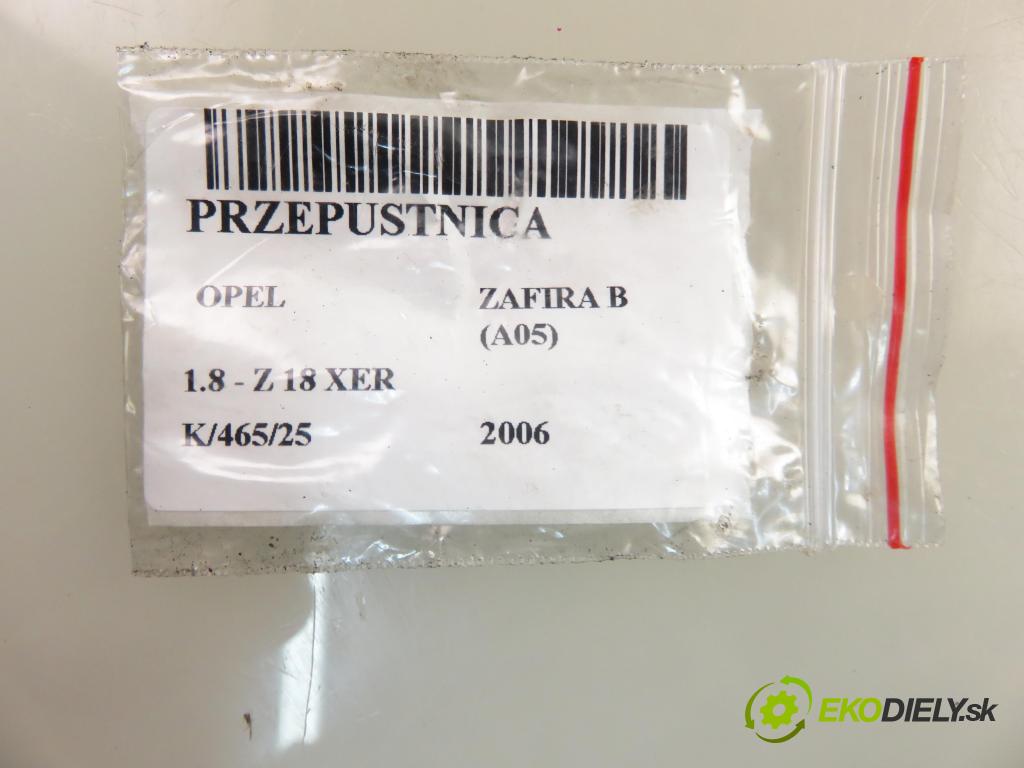 PRZEPUSTNICA
OPEL ZAFIRA B
(A05)
1.8 - Z 18 XER
K/465/25 2006
EKODIELY.sk